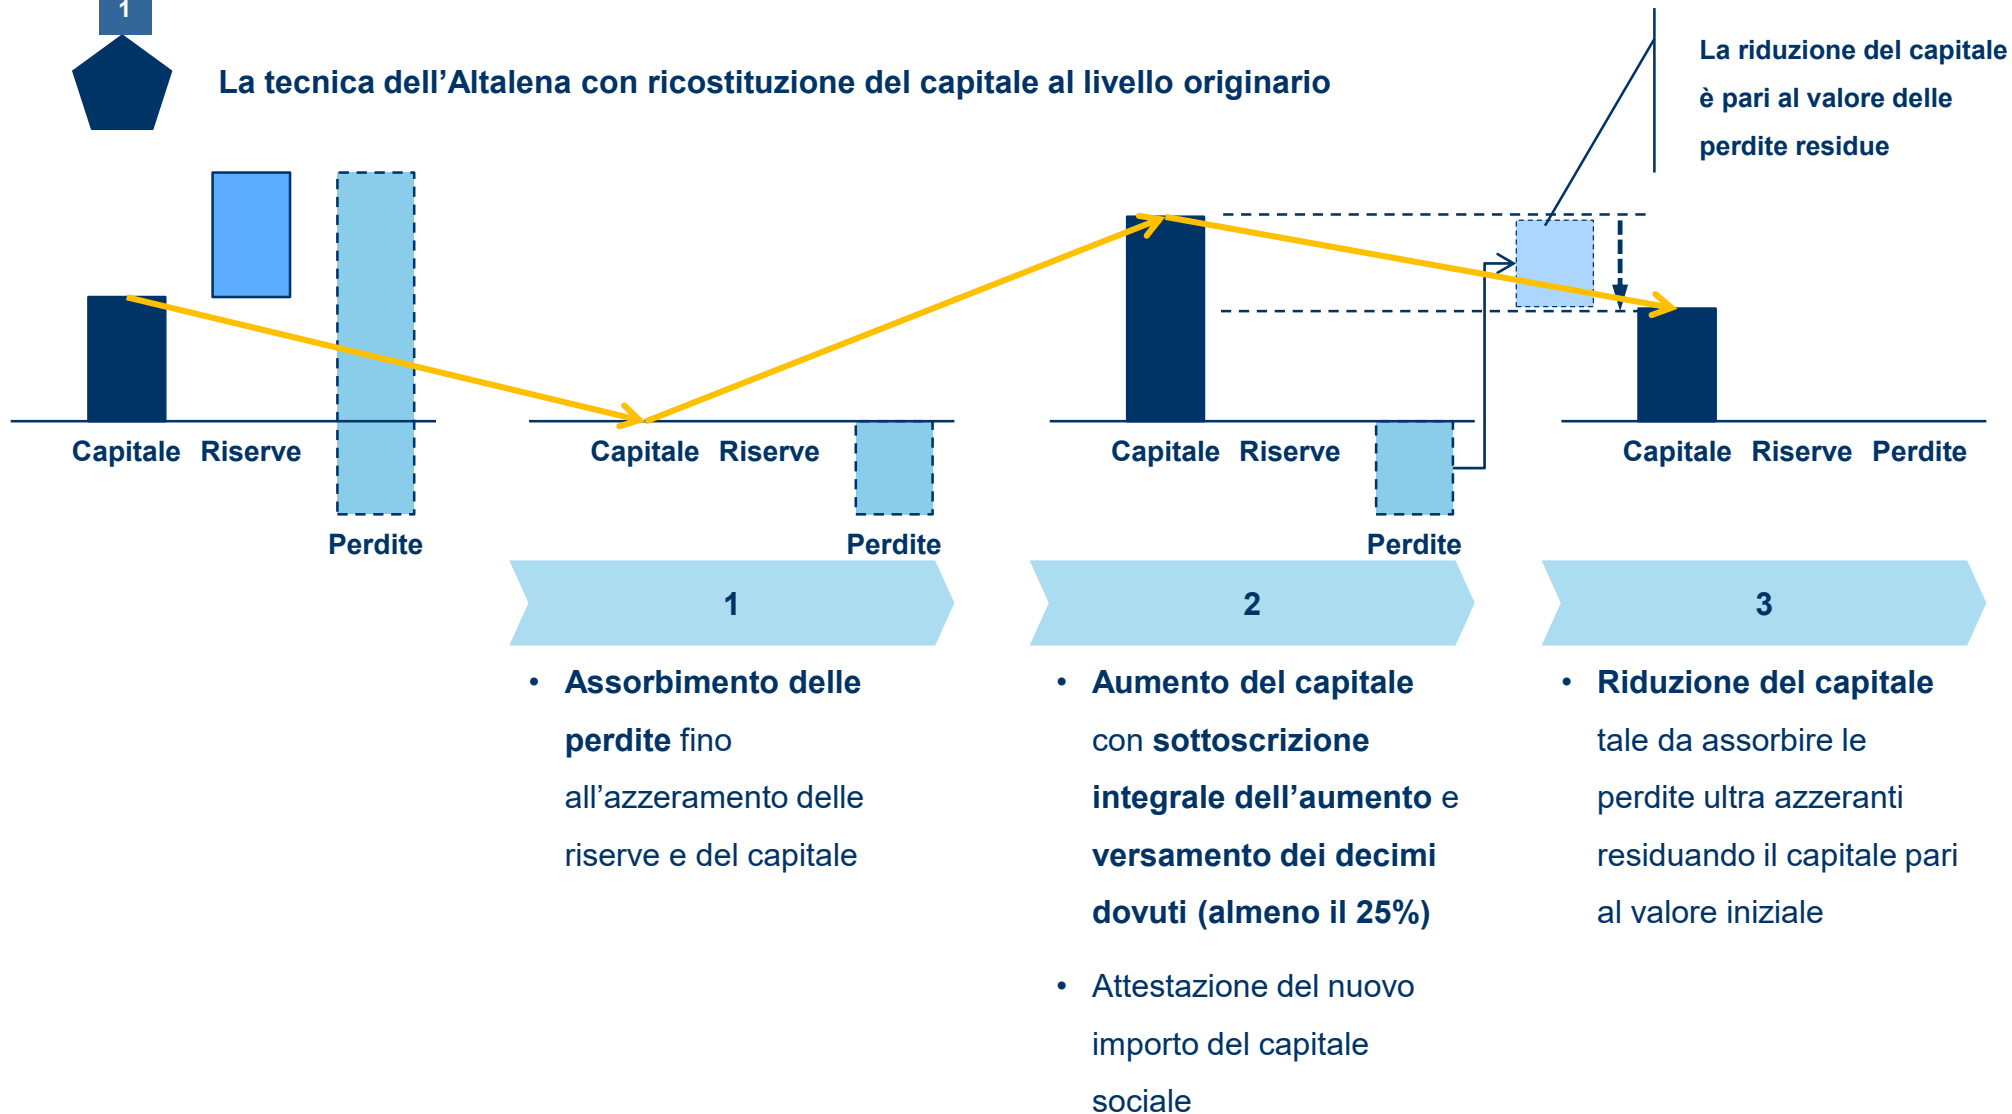 1
La tecnica dell’Altalena con ricostituzione del capitale al livello originario
La riduzione del capitale
è pari al valore delle
perdite residue
Capitale Riserve
Perdite
Capitale Riserve
Perdite
Capitale Riserve
Perdite
Capitale Riserve Perdite
1
• Assorbimento delle
perdite fino
all’azzeramento delle
riserve e del capitale
2
• Aumento del capitale
con sottoscrizione
integrale dell’aumento e
versamento dei decimi
dovuti (almeno il 25%)
• Attestazione del nuovo
importo del capitale
sociale
3
• Riduzione del capitale
tale da assorbire le
perdite ultra azzeranti
residuando il capitale pari
al valore iniziale